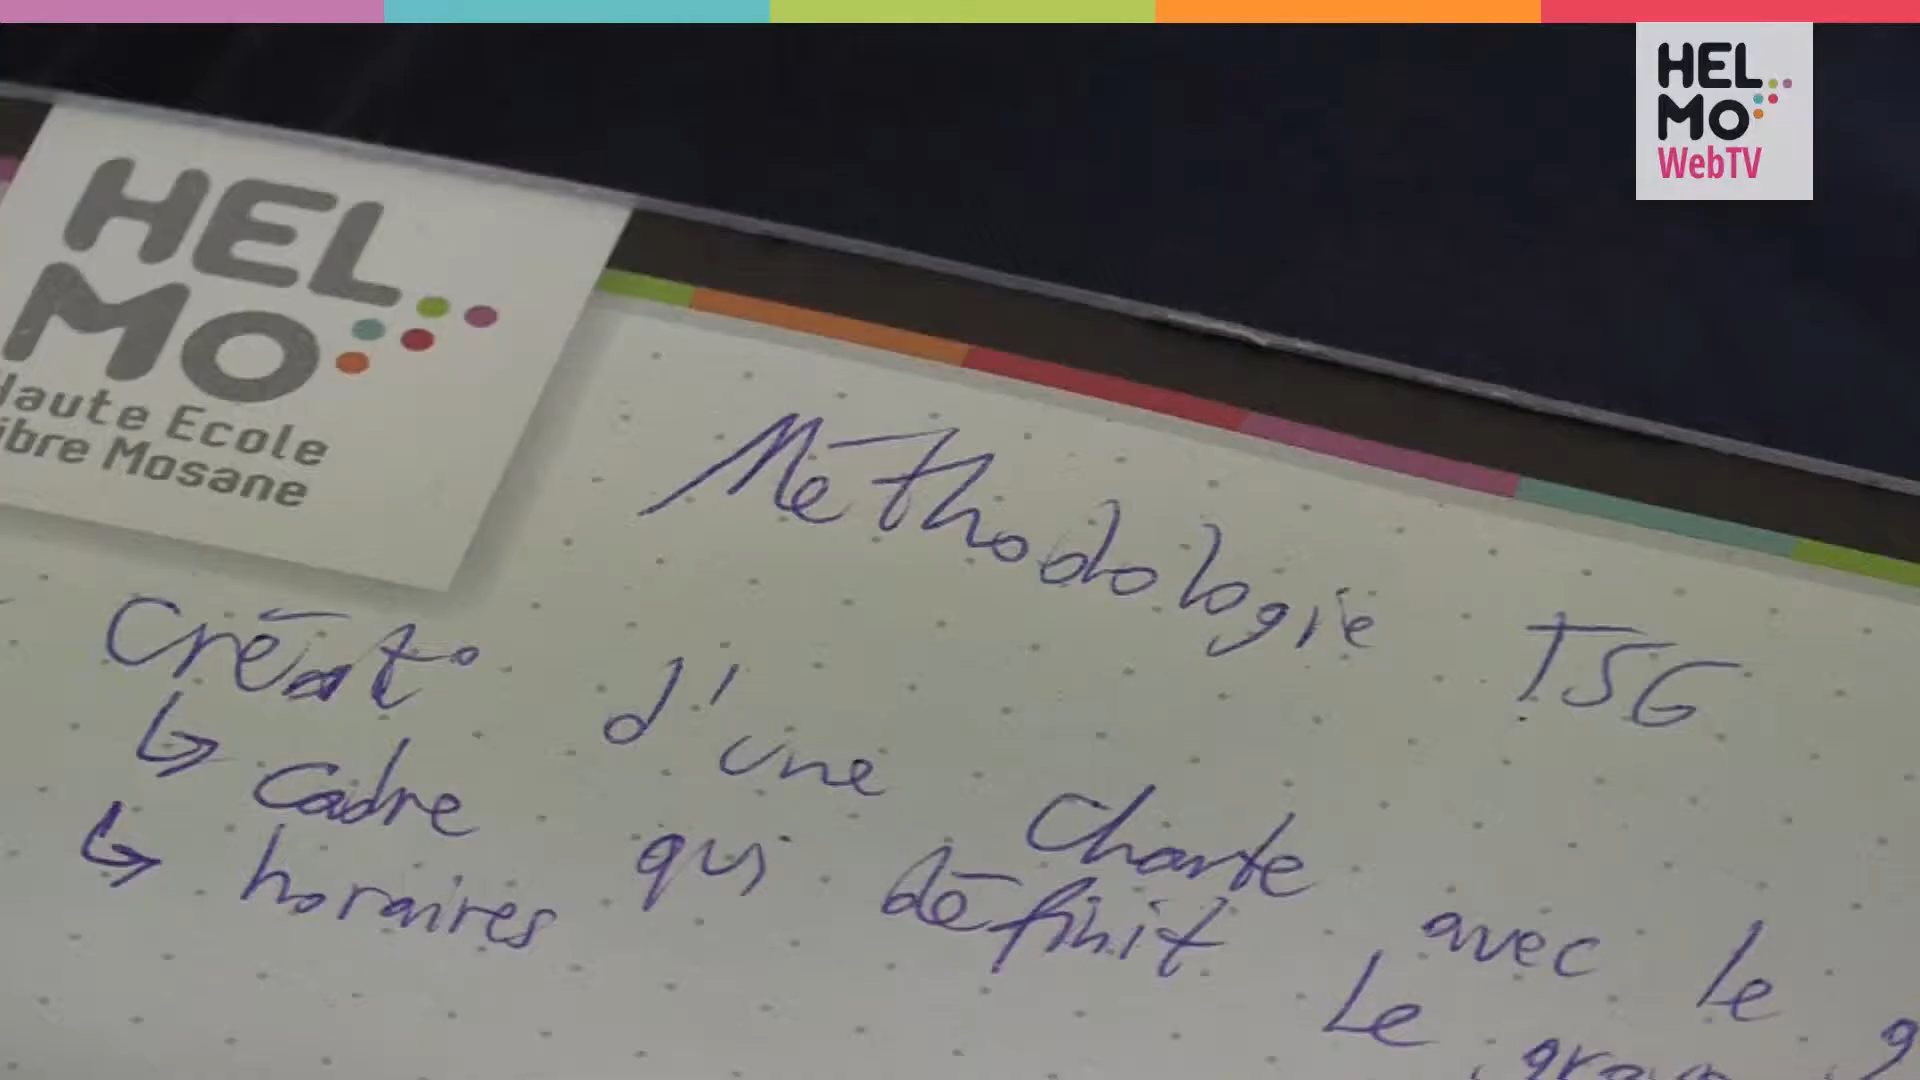 HEL
MO
WebTV
HEL
MO
Haute Ecole
Libre Mosane
Méthodologie TSG
Créat° d'une charte avec le
↳ cadre qui définit le
↳ horaires